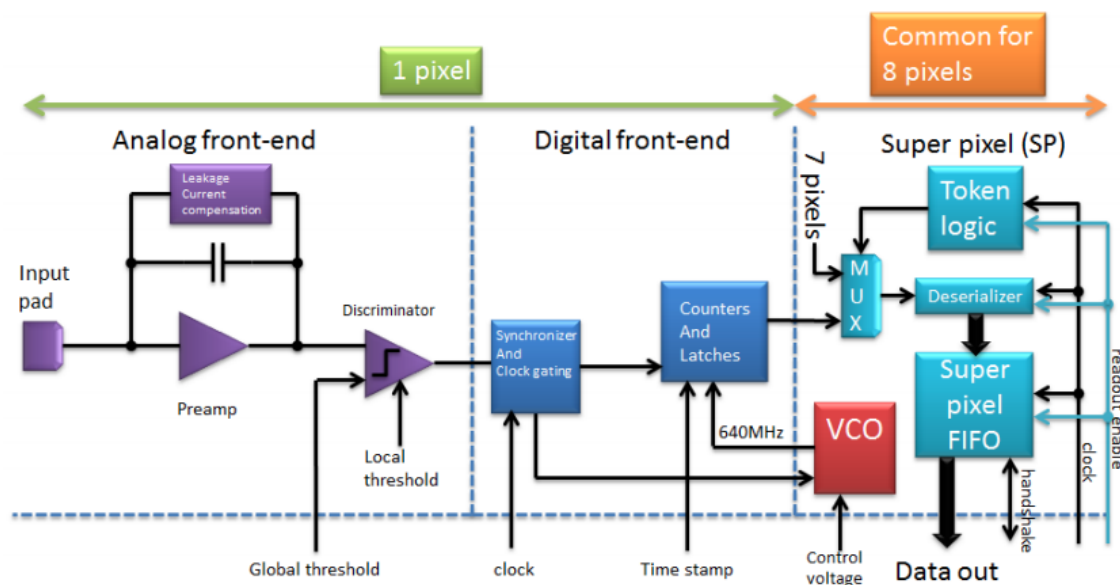 1 pixel
Common for
8 pixels
Analog front-end
Digital front-end
Super pixel (SP)
Leakage
Current
compensation
7 pixels
Token
logic
Input
pad
M
U
X
Deserializer
Discriminator
Counters
And
Latches
Synchronizer
And
Clock gating
Super
pixel
FIFO
readout enable
Preamp
640MHz
VCO
clock
Local
threshold
handshake
Global threshold
clock
Time stamp
Control
voltage
Data out